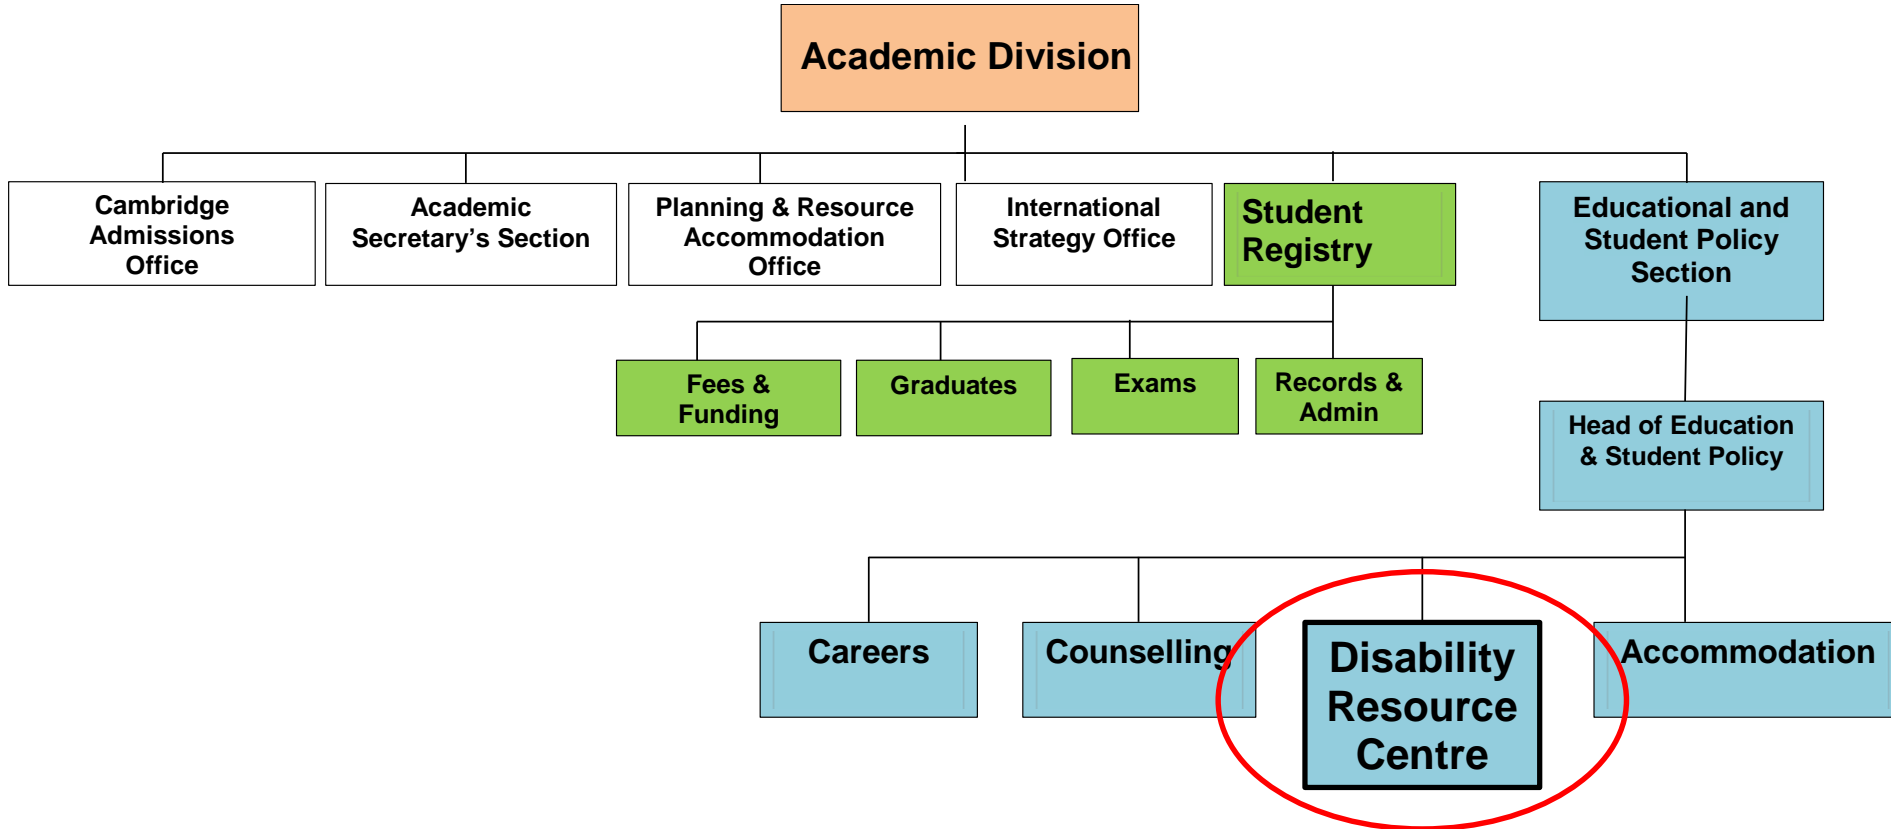 Academic Division
Cambridge
Admissions
Office
Academic
Secretary’s Section
Planning & Resource
Accommodation
Office
International
Strategy Office
Student
Registry
Educational and
Student Policy
Section
Fees &
Funding
Graduates
Exams
Records &
Admin
Head of Education
& Student Policy
Careers
Counselling
Disability
Resource
Centre
Accommodation